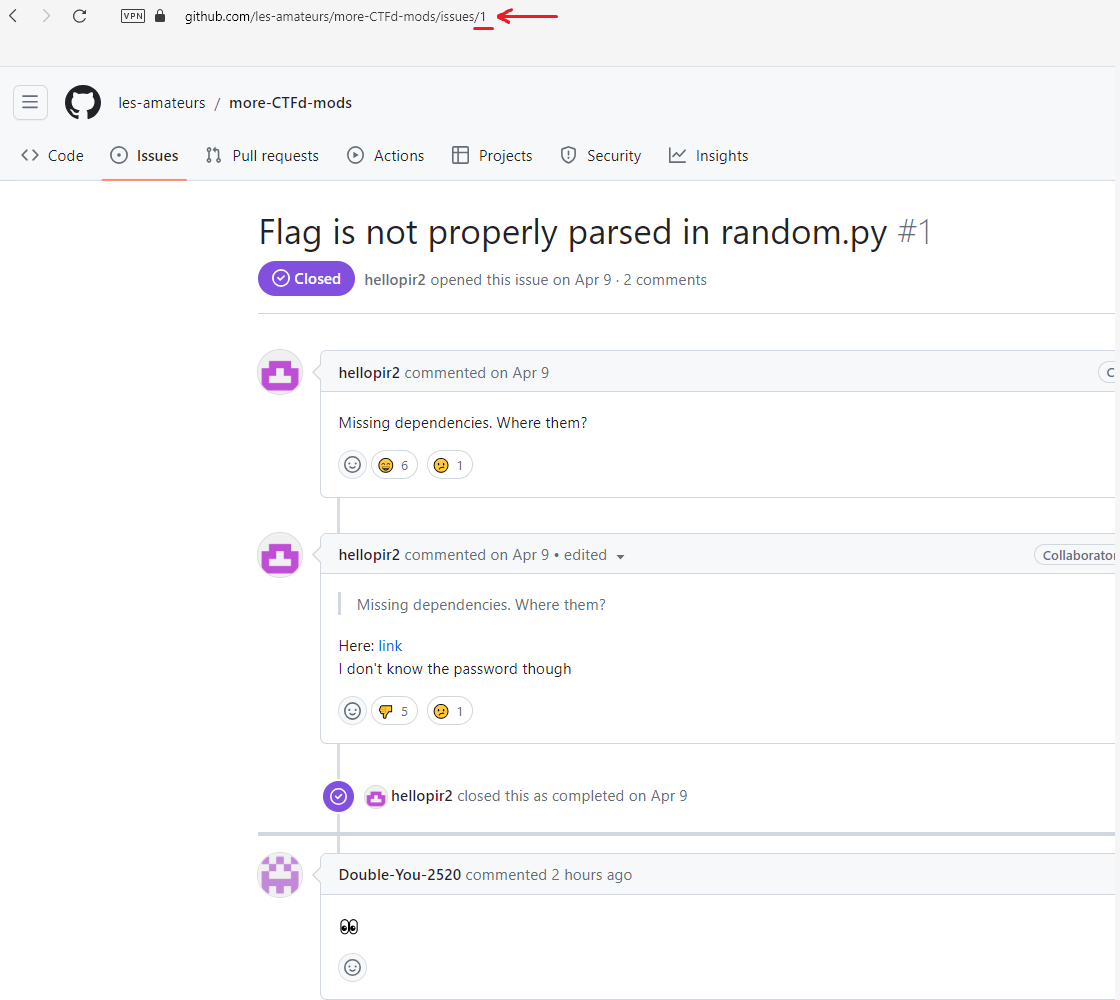 VPN github.com/les-amateurs/more-CTFd-mods/issues/1
les-amateurs / more-CTFd-mods
Code Issues Pull requests Actions Projects Security Insights
Flag is not properly parsed in random.py #1
Closed hellopir2 opened this issue on Apr 9 · 2 comments
hellopir2 commented on Apr 9 C
Missing dependencies. Where them?
6 1
hellopir2 commented on Apr 9 • edited Collaborator
Missing dependencies. Where them?
Here: link
I don't know the password though
5 1
hellopir2 closed this as completed on Apr 9
Double-You-2520 commented 2 hours ago